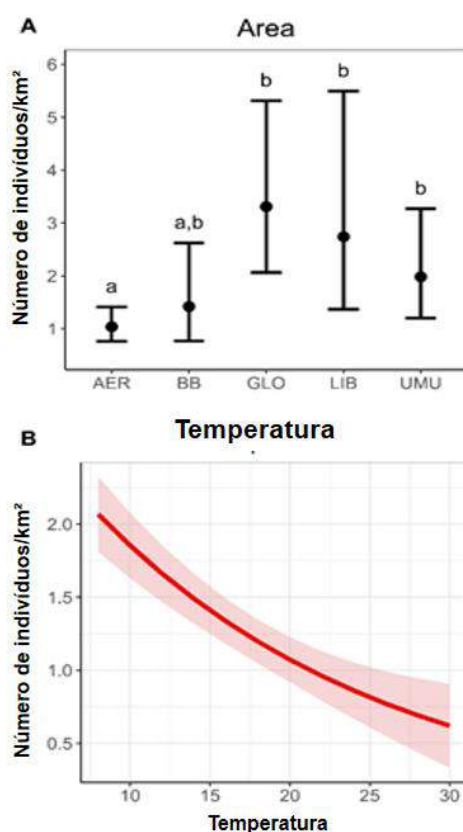 A
Area
Número de indivíduos/km²
6
5
4
3
2
1
b
b
a,b
b
a
AER BB GLO LIB UMU
B
Temperatura
Número de indivíduos/km²
2.0
1.5
1.0
0.5
10 15 20 25 30
Temperatura